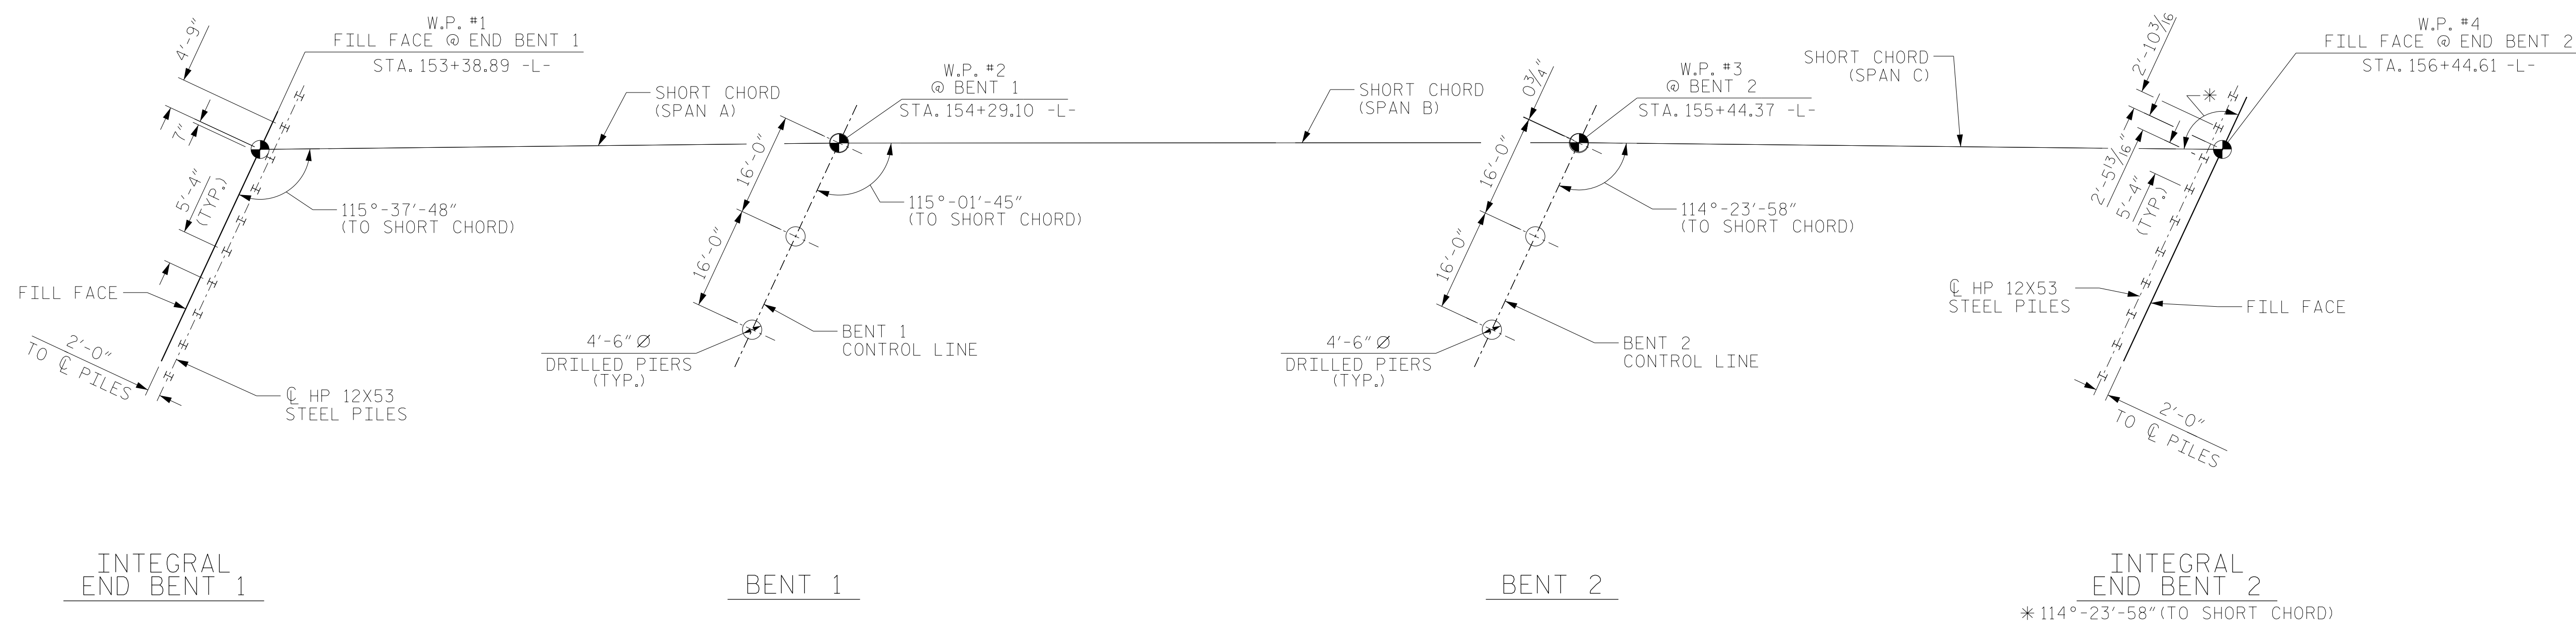 W.P. #1
FILL FACE @ END BENT 1
STA. 153+38.89 -L-
4'-9"
7"
5'-4"
(TYP.)
SHORT CHORD
(SPAN A)
115°-37'-48"
(TO SHORT CHORD)
FILL FACE
2'-0"
TO ℄ PILES
℄ HP 12X53
STEEL PILES
INTEGRAL
END BENT 1
W.P. #2
@ BENT 1
STA. 154+29.10 -L-
16'-0"
16'-0"
115°-01'-45"
(TO SHORT CHORD)
4'-6" Ø
DRILLED PIERS
(TYP.)
BENT 1
CONTROL LINE
BENT 1
SHORT CHORD
(SPAN B)
W.P. #3
@ BENT 2
STA. 155+44.37 -L-
0 3/4"
16'-0"
16'-0"
114°-23'-58"
(TO SHORT CHORD)
4'-6" Ø
DRILLED PIERS
(TYP.)
BENT 2
CONTROL LINE
BENT 2
SHORT CHORD
(SPAN C)
W.P. #4
FILL FACE @ END BENT 2
STA. 156+44.61 -L-
2'-10 3/16
*
2'-5 13/16"
5'-4"
(TYP.)
℄ HP 12X53
STEEL PILES
FILL FACE
2'-0"
TO ℄ PILES
INTEGRAL
END BENT 2
* 114°-23'-58" (TO SHORT CHORD)